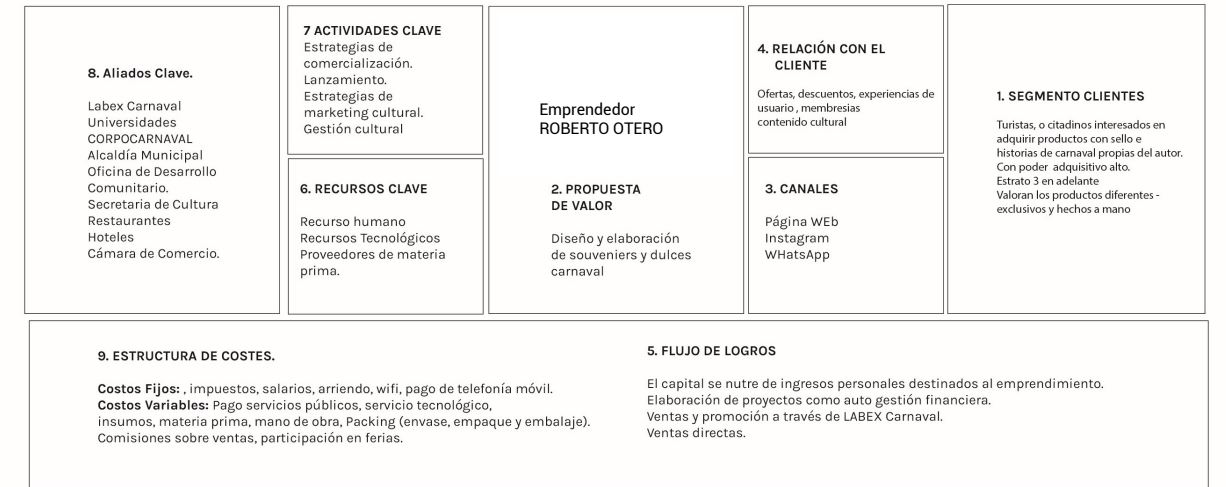 8. Aliados Clave.
Labex Carnaval
Universidades
CORPOCARNAVAL
Alcaldía Municipal
Oficina de Desarrollo
Comunitario.
Secretaria de Cultura
Restaurantes
Hoteles
Cámara de Comercio.
7 ACTIVIDADES CLAVE
Estrategias de
comercialización.
Lanzamiento.
Estrategias de
marketing cultural.
Gestión cultural
6. RECURSOS CLAVE
Recurso humano
Recursos Tecnológicos
Proveedores de materia
prima.
Emprendedor
ROBERTO OTERO
2. PROPUESTA
DE VALOR
Diseño y elaboración
de souveniers y dulces
carnaval
4. RELACIÓN CON EL
CLIENTE
Ofertas, descuentos, experiencias de
usuario , membresias
contenido cultural
3. CANALES
Página WEb
Instagram
WHatsApp
1. SEGMENTO CLIENTES
Turistas, o citadinos interesados en
adquirir productos con sello e
historias de carnaval propias del autor.
Con poder adquisitivo alto.
Estrato 3 en adelante
Valoran los productos diferentes -
exclusivos y hechos a mano
9. ESTRUCTURA DE COSTES.
Costos Fijos: , impuestos, salarios, arriendo, wifi, pago de telefonía móvil.
Costos Variables: Pago servicios públicos, servicio tecnológico,
insumos, materia prima, mano de obra, Packing (envase, empaque y embalaje).
Comisiones sobre ventas, participación en ferias.
5. FLUJO DE LOGROS
El capital se nutre de ingresos personales destinados al emprendimiento.
Elaboración de proyectos como auto gestión financiera.
Ventas y promoción a través de LABEX Carnaval.
Ventas directas.